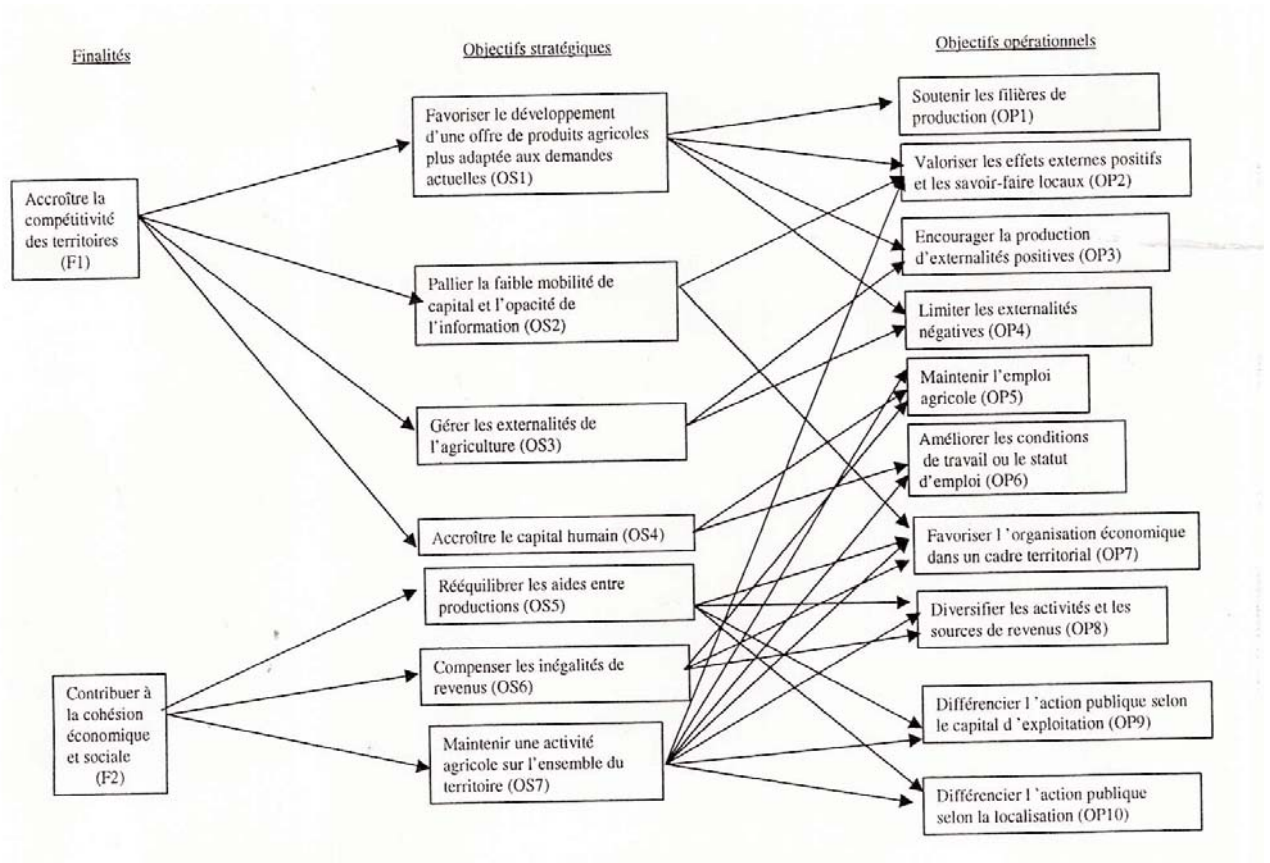 Finalités
Objectifs stratégiques
Objectifs opérationnels
Accroître la
compétitivité
des territoires
(F1)
Contribuer à
la cohésion
économique
et sociale
(F2)
Favoriser le développement
d'une offre de produits agricoles
plus adaptée aux demandes
actuelles (OS1)
Pallier la faible mobilité de
capital et l'opacité de
l'information (OS2)
Gérer les externalités de
l'agriculture (OS3)
Accroître le capital humain (OS4)
Rééquilibrer les aides entre
productions (OS5)
Compenser les inégalités de
revenus (OS6)
Maintenir une activité
agricole sur l'ensemble du
territoire (OS7)
Soutenir les filières de
production (OP1)
Valoriser les effets externes positifs
et les savoir-faire locaux (OP2)
Encourager la production
d'externalités positives (OP3)
Limiter les externalités
négatives (OP4)
Maintenir l'emploi
agricole (OP5)
Améliorer les conditions
de travail ou le statut
d'emploi (OP6)
Favoriser l 'organisation économique
dans un cadre territorial (OP7)
Diversifier les activités et les
sources de revenus (OP8)
Différencier l 'action publique selon
le capital d 'exploitation (OP9)
Différencier l 'action publique
selon la localisation (OP10)